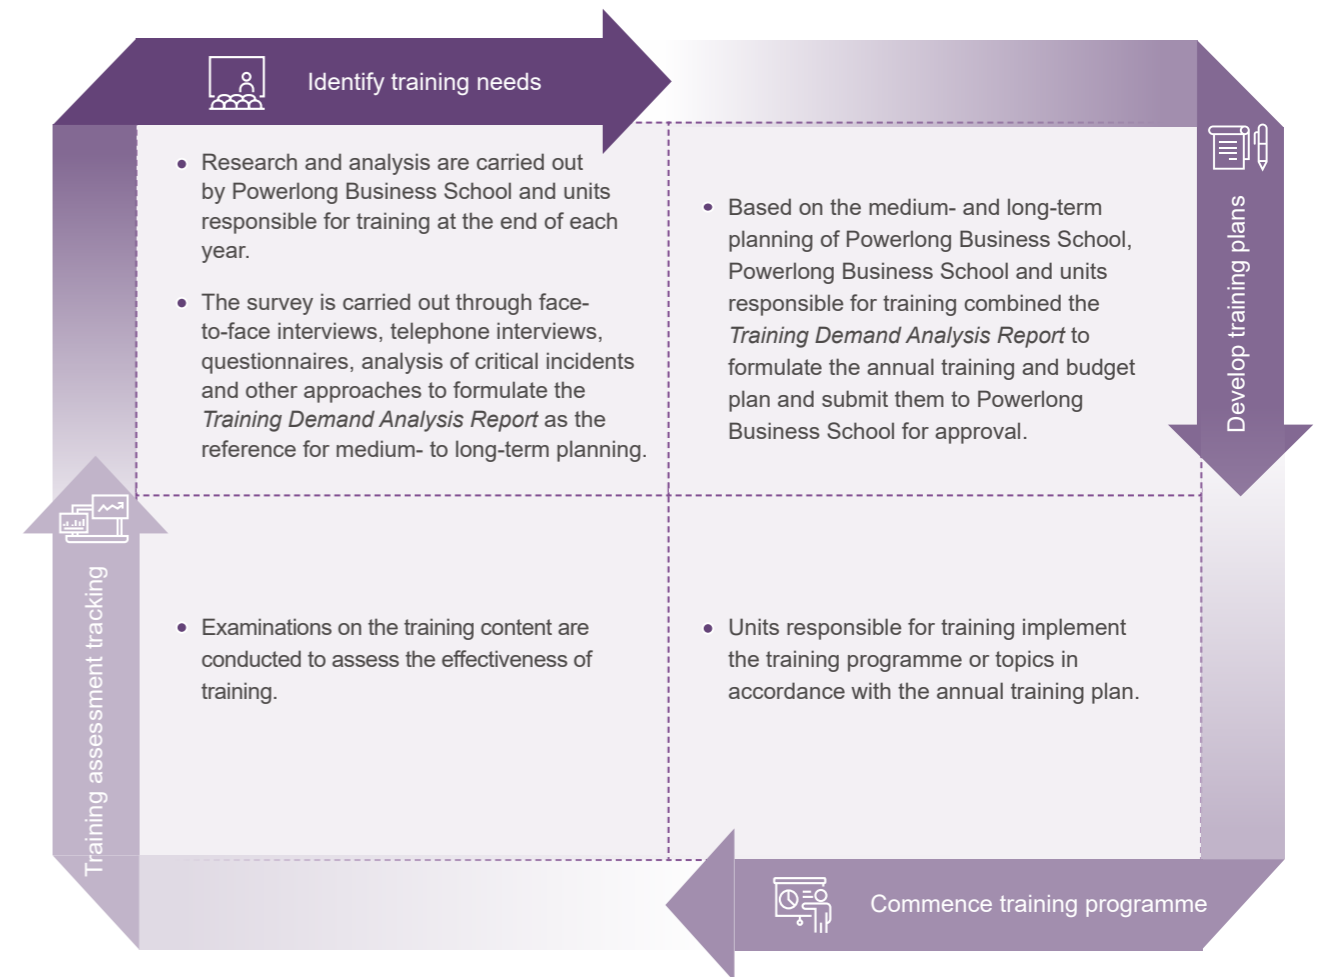 Identify training needs
Research and analysis are carried out
by Powerlong Business School and units
responsible for training at the end of each
year.
The survey is carried out through face-
to-face interviews, telephone interviews,
questionnaires, analysis of critical incidents
and other approaches to formulate the
Training Demand Analysis Report as the
reference for medium- to long-term planning.
Develop training plans
Based on the medium- and long-term
planning of Powerlong Business School,
Powerlong Business School and units
responsible for training combined the
Training Demand Analysis Report to
formulate the annual training and budget
plan and submit them to Powerlong
Business School for approval.
Commence training programme
Units responsible for training implement
the training programme or topics in
accordance with the annual training plan.
Training assessment tracking
Examinations on the training content are
conducted to assess the effectiveness of
training.